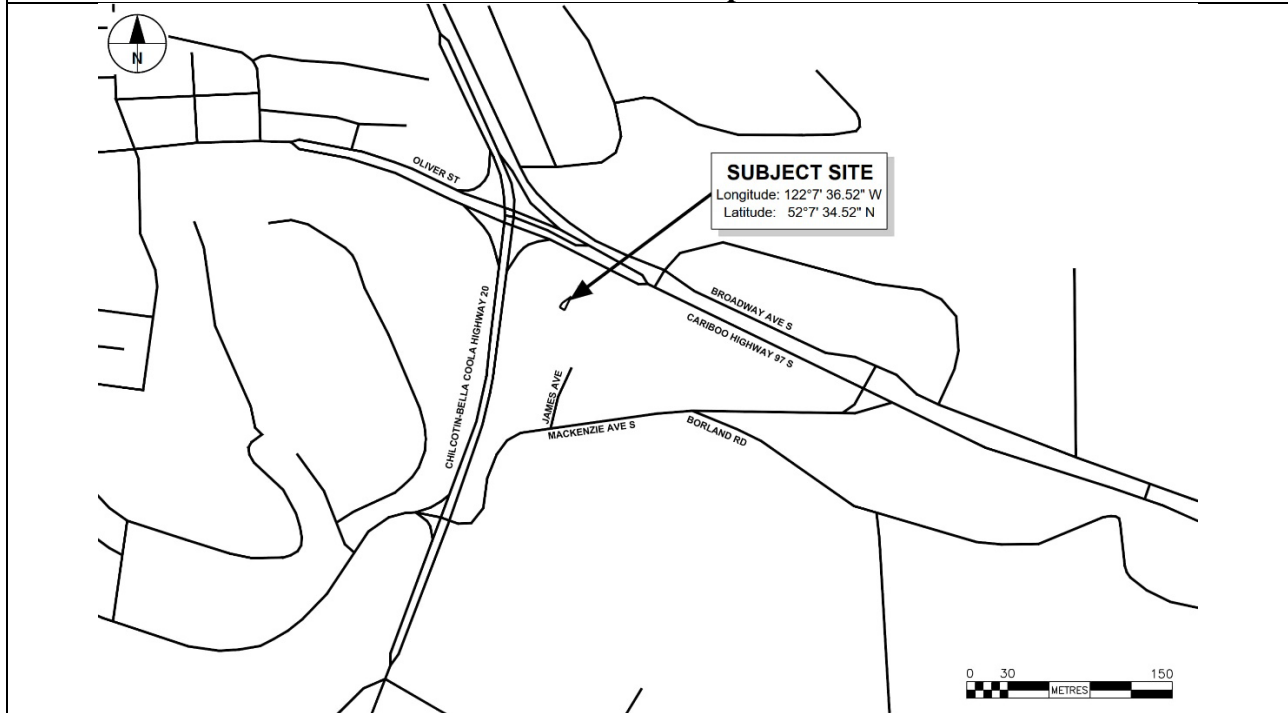 N
OLIVER ST
SUBJECT SITE
Longitude: 122°7' 36.52" W
Latitude: 52°7' 34.52" N
CHILCOTIN-BELLA COOLA HIGHWAY 20
BROADWAY AVE S
CARIBOO HIGHWAY 97 S
JAMES AVE
MACKENZIE AVE S
BORLAND RD
0 30 150
METRES